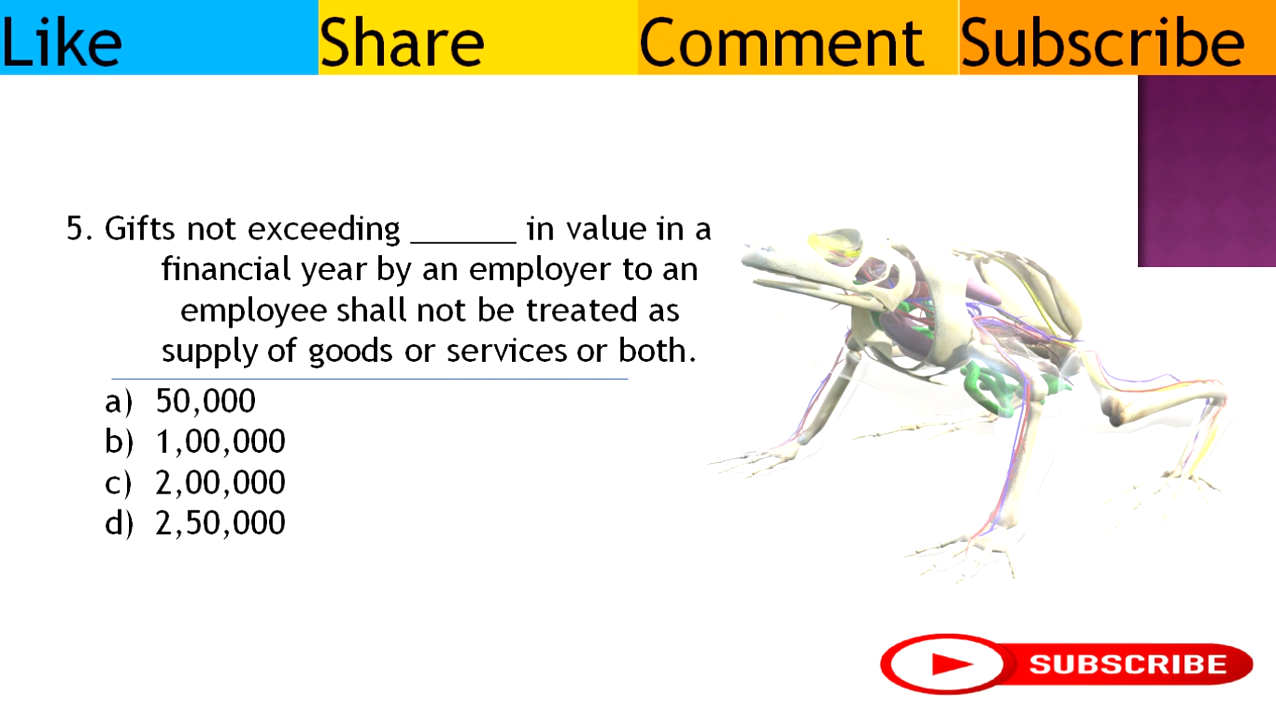 Like Share Comment Subscribe
5. Gifts not exceeding ______ in value in a
financial year by an employer to an
employee shall not be treated as
supply of goods or services or both.
a) 50,000
b) 1,00,000
c) 2,00,000
d) 2,50,000
SUBSCRIBE